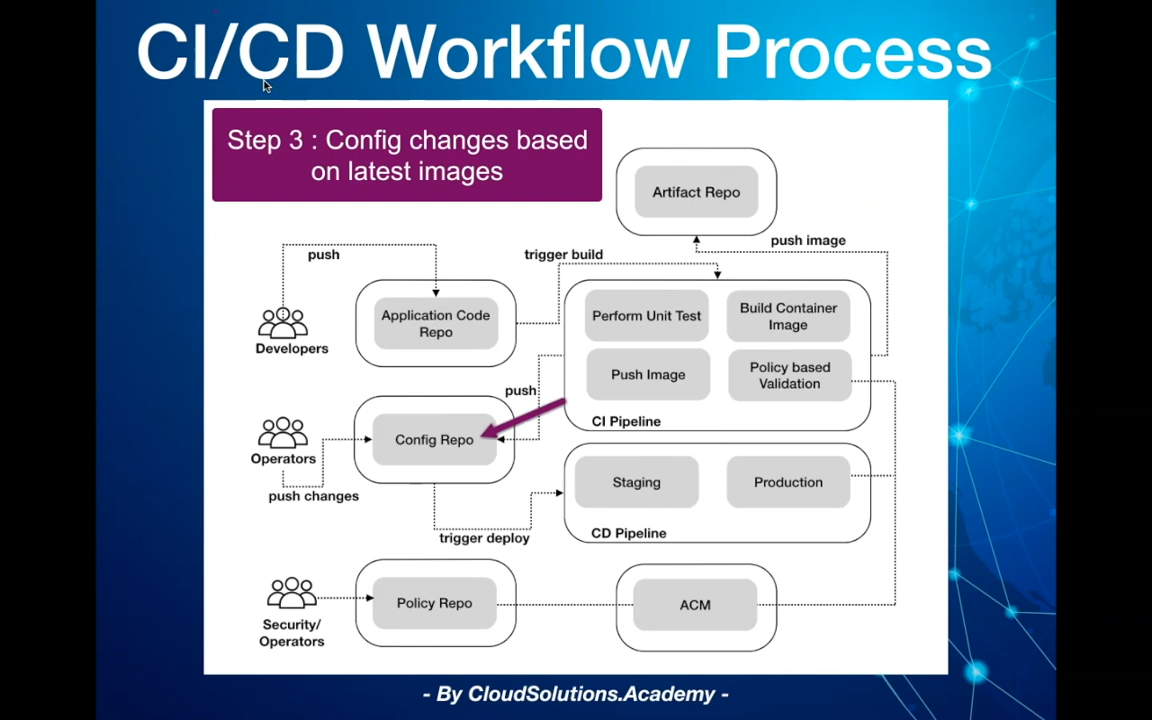 CI/CD Workflow Process
Step 3 : Config changes based
on latest images
Artifact Repo
push image
push
trigger build
Application Code
Repo
Developers
Perform Unit Test
Build Container
Image
Push Image
Policy based
Validation
CI Pipeline
push
Config Repo
Operators
push changes
Staging
Production
CD Pipeline
trigger deploy
Policy Repo
ACM
Security/
Operators
- By CloudSolutions.Academy -